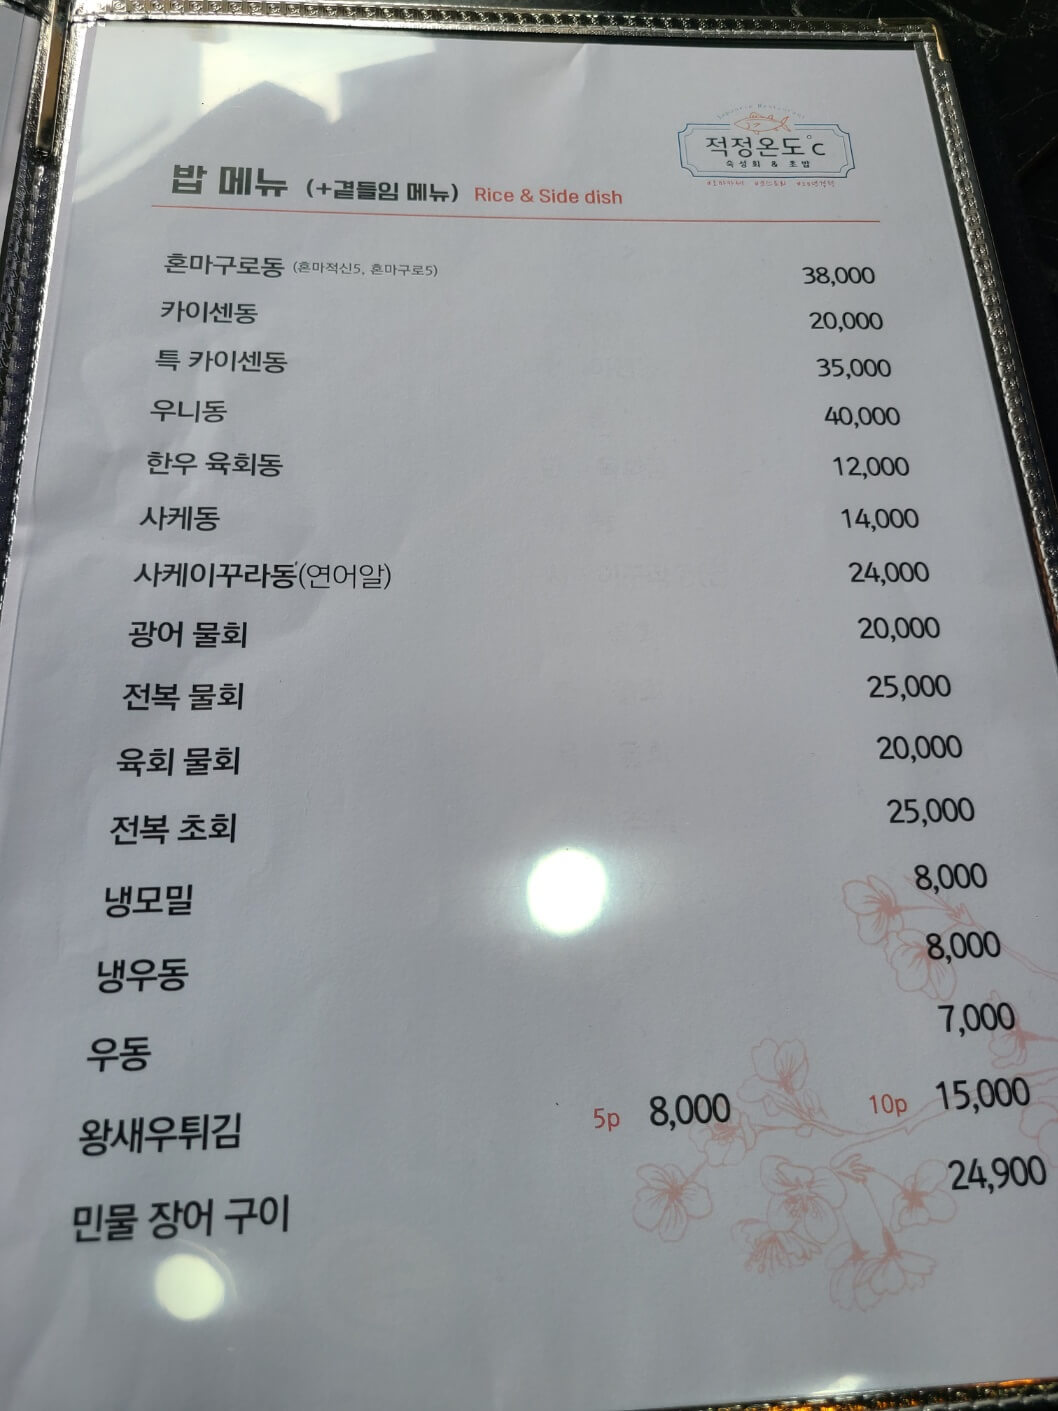 Japanese Restaurant
적정온도℃
숙성회 & 초밥
밥 메뉴 (+곁들임 메뉴) Rice & Side dish
혼마구로동 (혼마적신5, 혼마구로5) 38,000
카이센동 20,000
특 카이센동 35,000
우니동 40,000
한우 육회동 12,000
사케동 14,000
사케이꾸라동(연어알) 24,000
광어 물회 20,000
전복 물회 25,000
육회 물회 20,000
전복 초회 25,000
냉모밀 8,000
냉우동 8,000
우동 7,000
왕새우튀김 5p 8,000 10p 15,000
민물 장어 구이 24,900